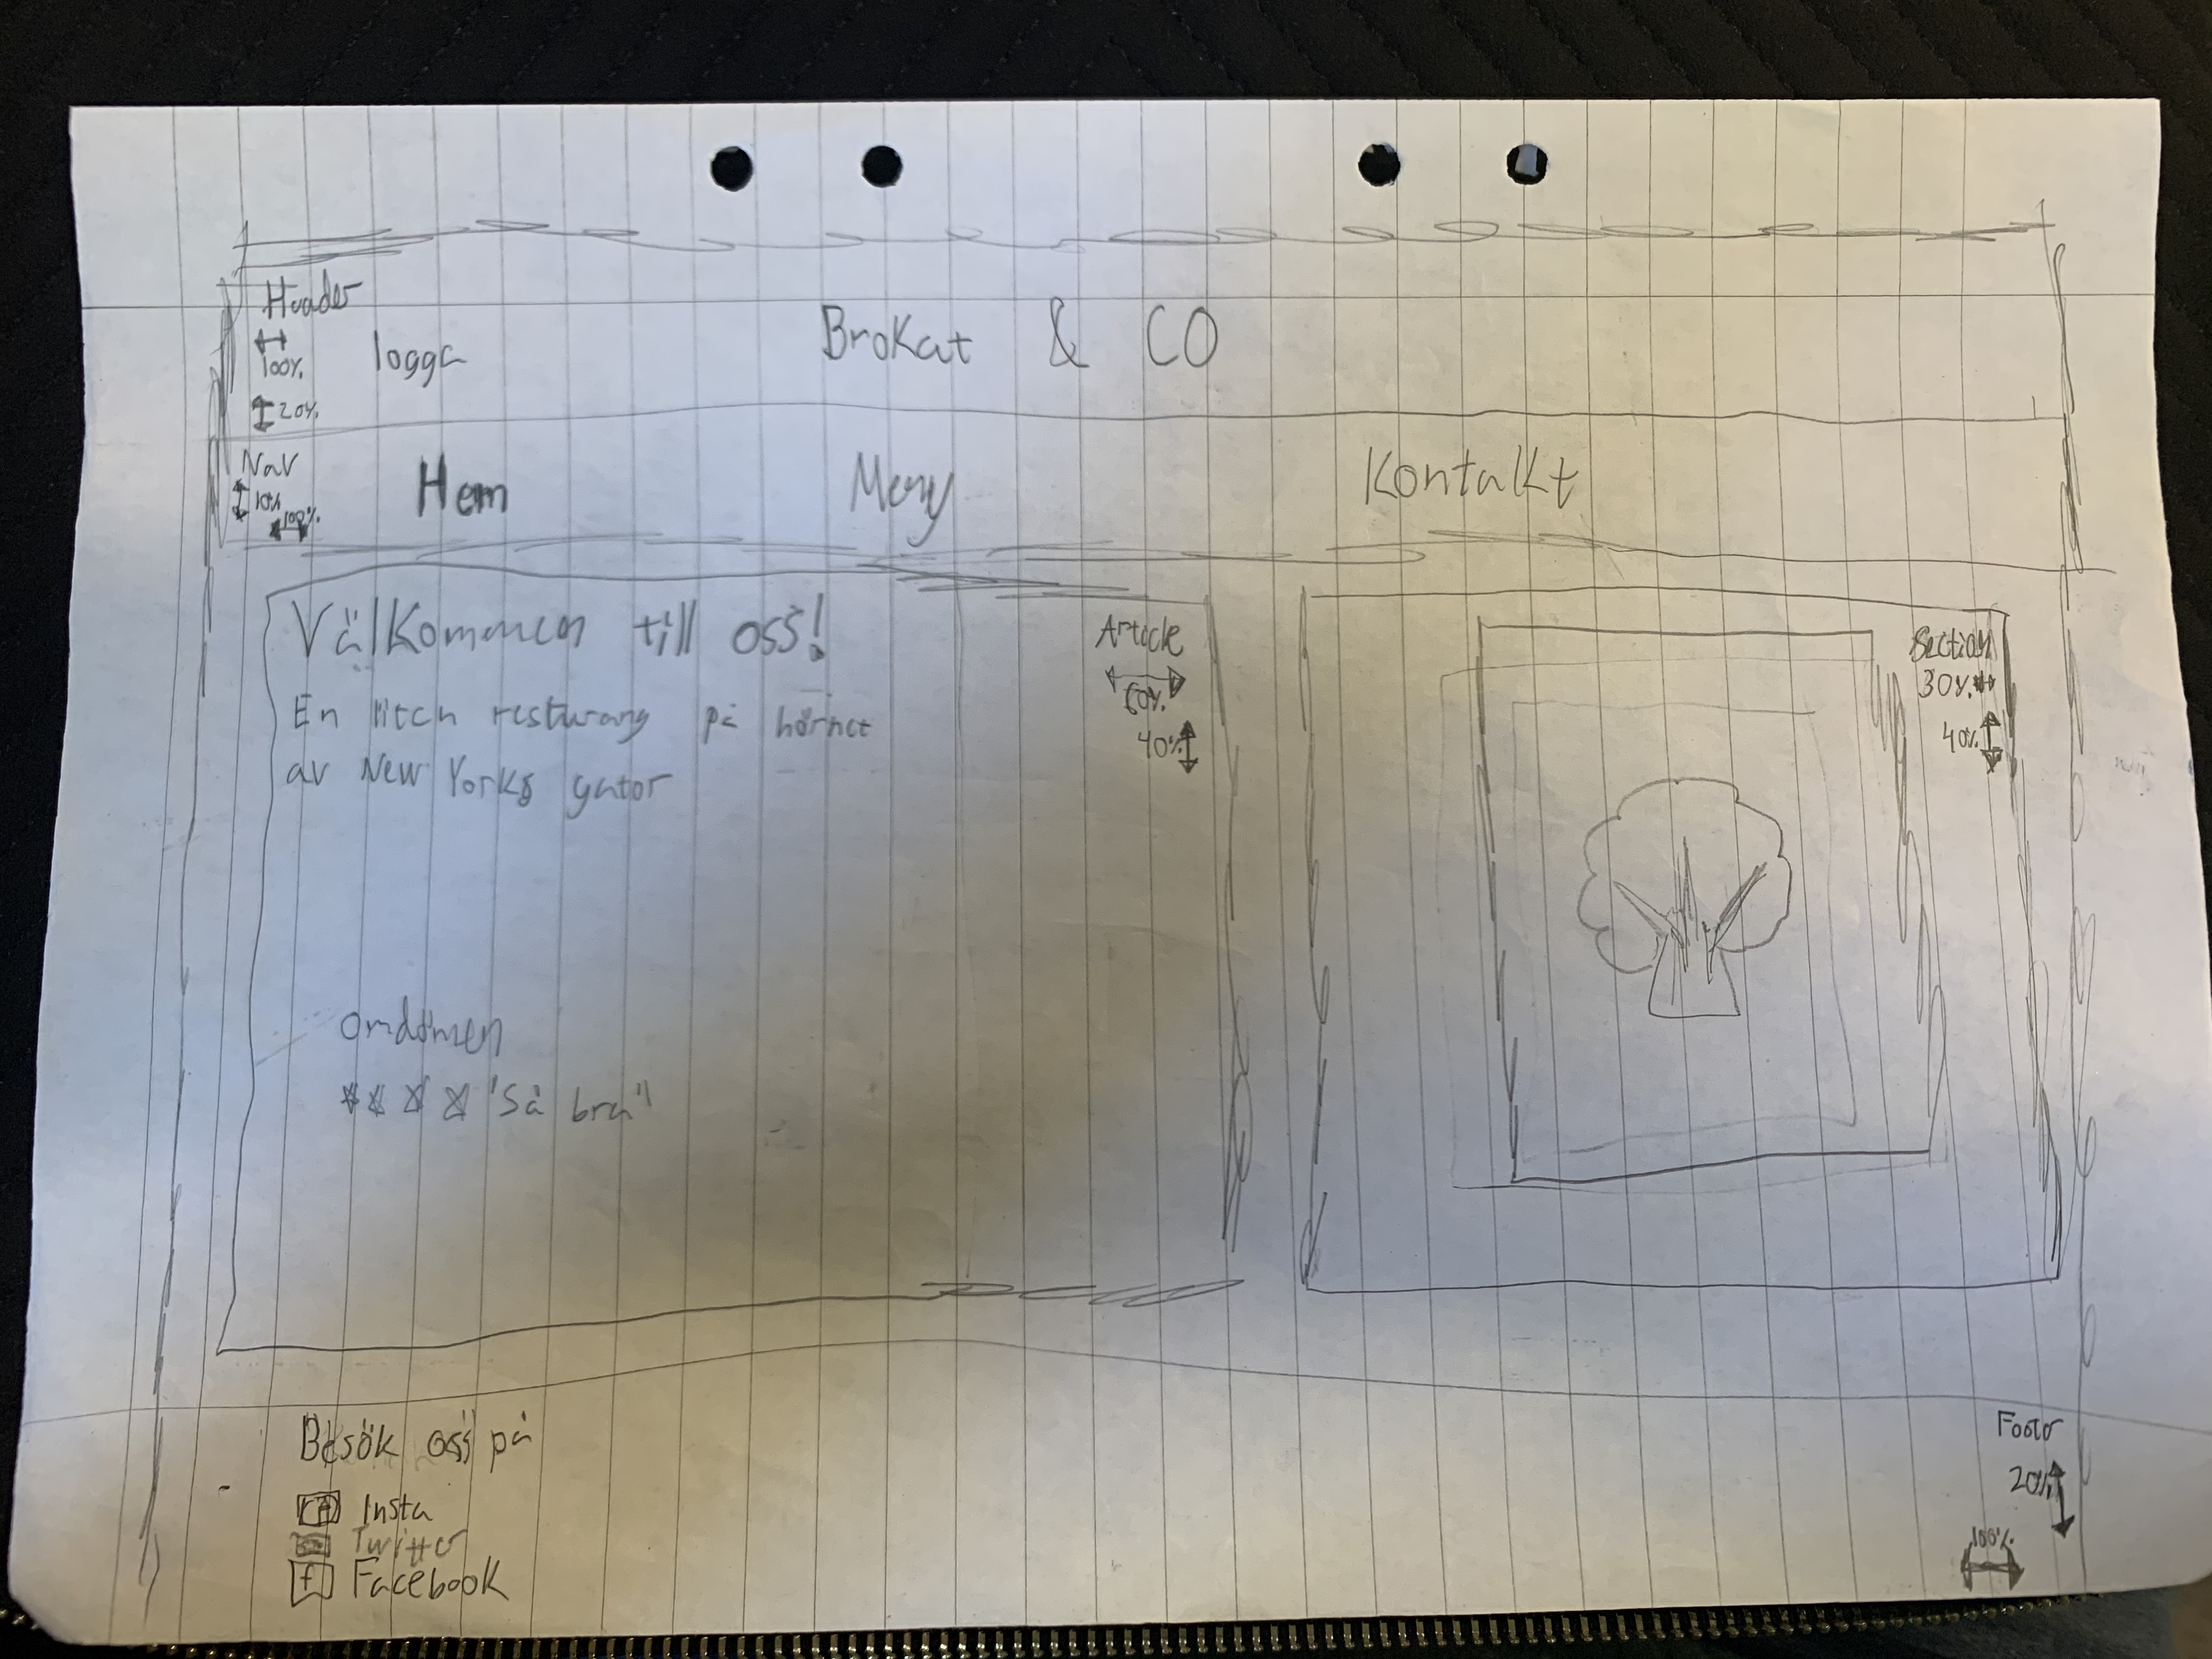 Header
100%
logga
Brokat & CO
20%
Nav
10%
100%
Hem
Meny
Kontalkt
Välkommen till oss!
En liten resturang på hörnet
av New Yorks gator
Article
60%
40%
Section
30%
40%
omdömen
"Så bra"
Besök oss på
Insta
Twitter
f Facebook
Footer
20%
100%